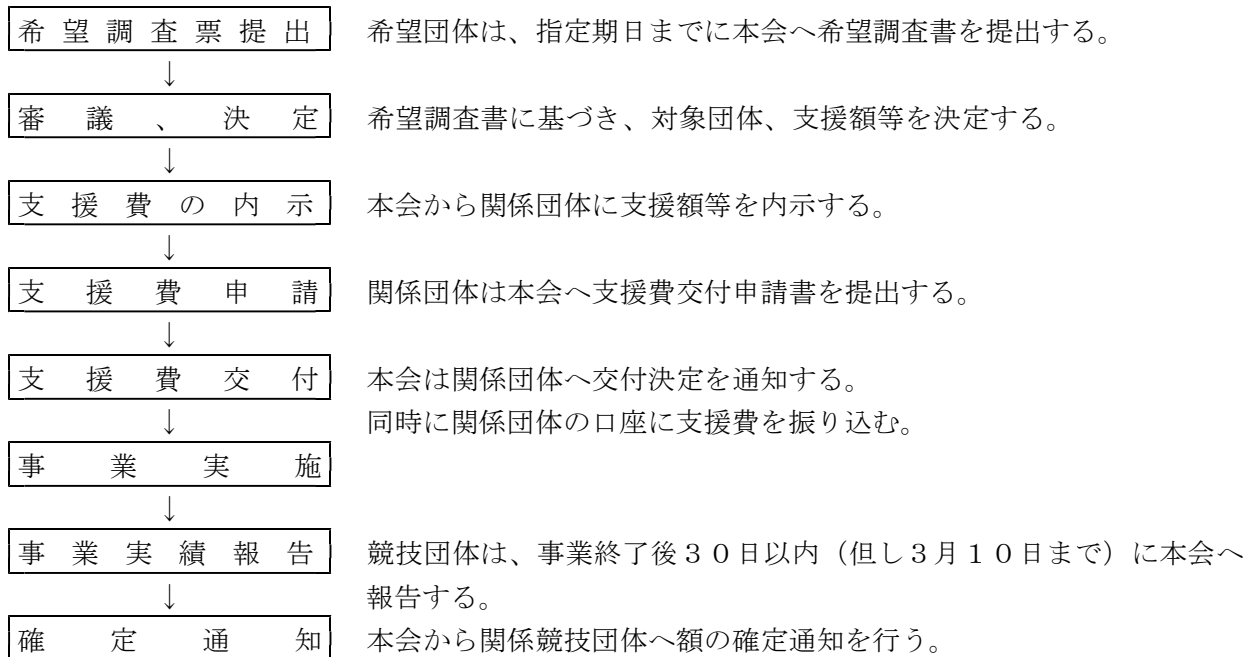 希望調査票提出 希望団体は、指定期日までに本会へ希望調査書を提出する。
↓
審議、決定 希望調査書に基づき、対象団体、支援額等を決定する。
↓
支援費の内示 本会から関係団体に支援額等を内示する。
↓
支援費申請 関係団体は本会へ支援費交付申請書を提出する。
↓
支援費交付 本会は関係団体へ交付決定を通知する。
↓ 同時に関係団体の口座に支援費を振り込む。
事業実施
↓
事業実績報告 競技団体は、事業終了後30日以内（但し3月10日まで）に本会へ
↓ 報告する。
確定通知 本会から関係競技団体へ額の確定通知を行う。